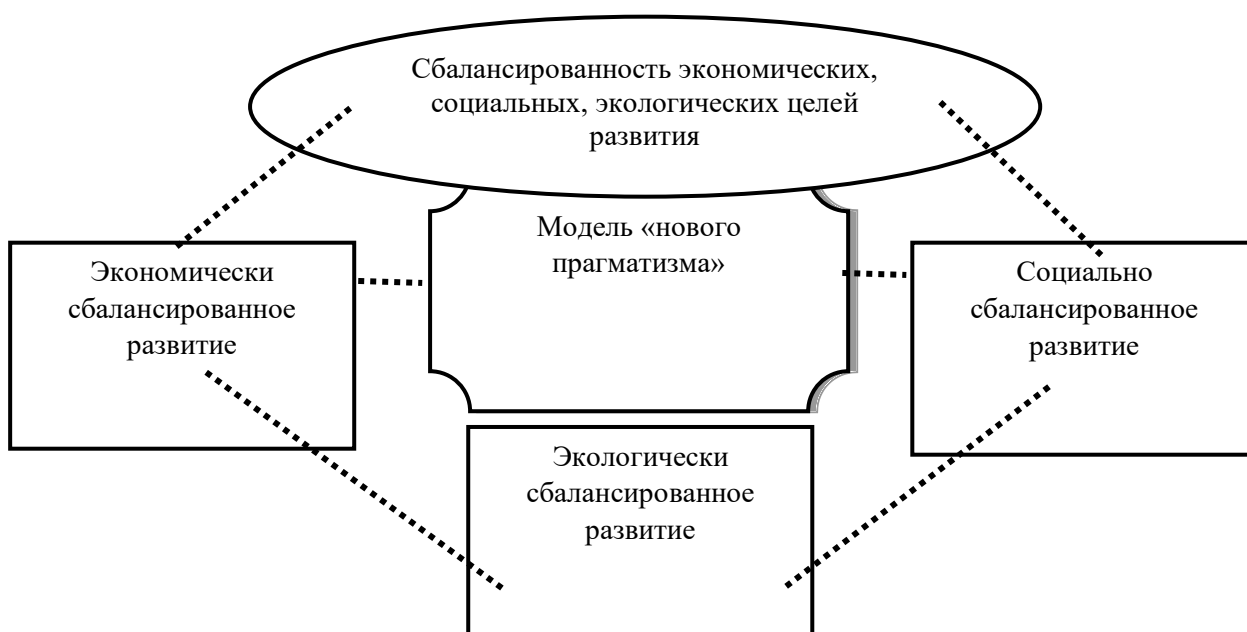 Сбалансированность экономических,
социальных, экологических целей
развития
Модель «нового
прагматизма»
Экономически
сбалансированное
развитие
Социально
сбалансированное
развитие
Экологически
сбалансированное
развитие